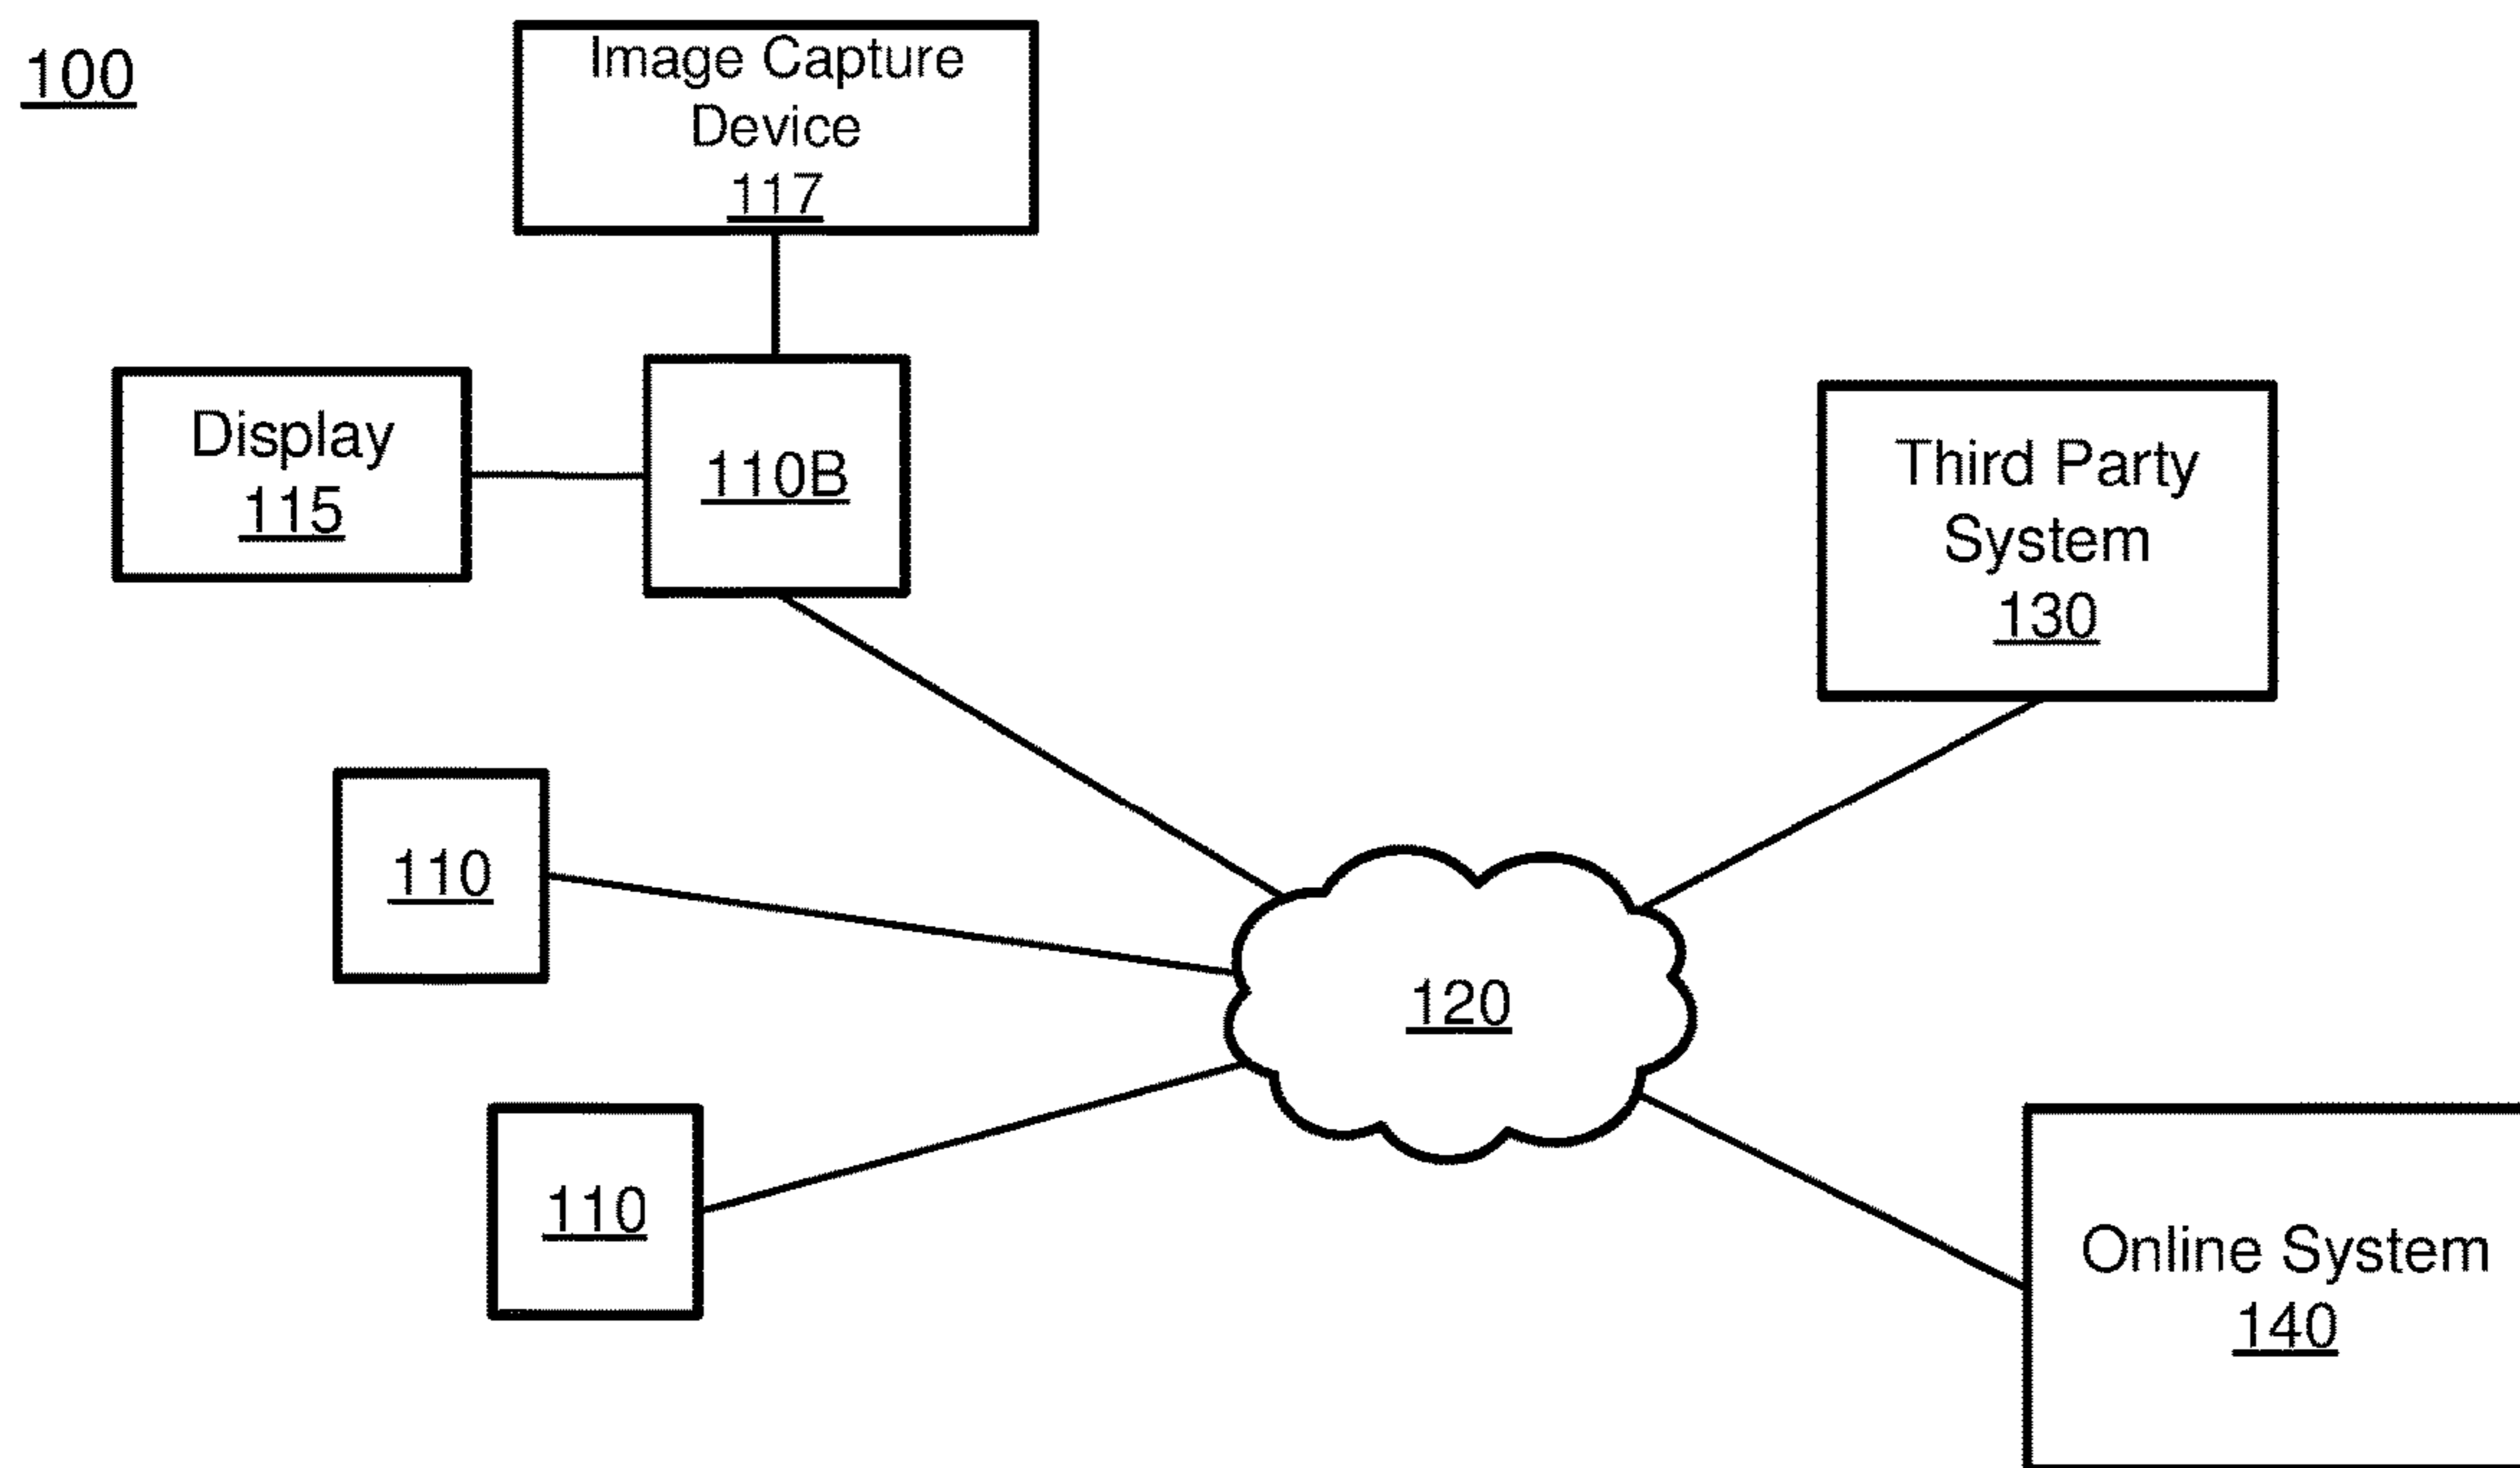 100
Image Capture
Device
117
Display
115
110B
Third Party
System
130
110
120
110
Online System
140